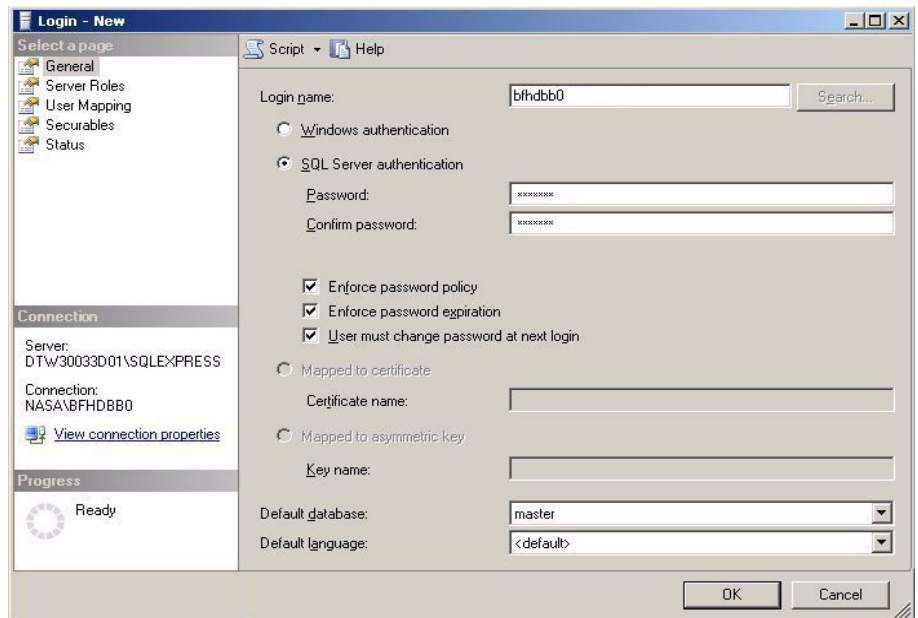 Login - New
Select a page
General
Server Roles
User Mapping
Securables
Status
Connection
Server:
DTW30033D01\SQLEXPRESS
Connection:
NASA\BFHDBB0
View connection properties
Progress
Ready
Script Help
Login name: bfhdbb0 Search...
Windows authentication
SQL Server authentication
Password: ×××××××
Confirm password: ×××××××
Enforce password policy
Enforce password expiration
User must change password at next login
Mapped to certificate
Certificate name:
Mapped to asymmetric key
Key name:
Default database: master
Default language: <default>
OK Cancel